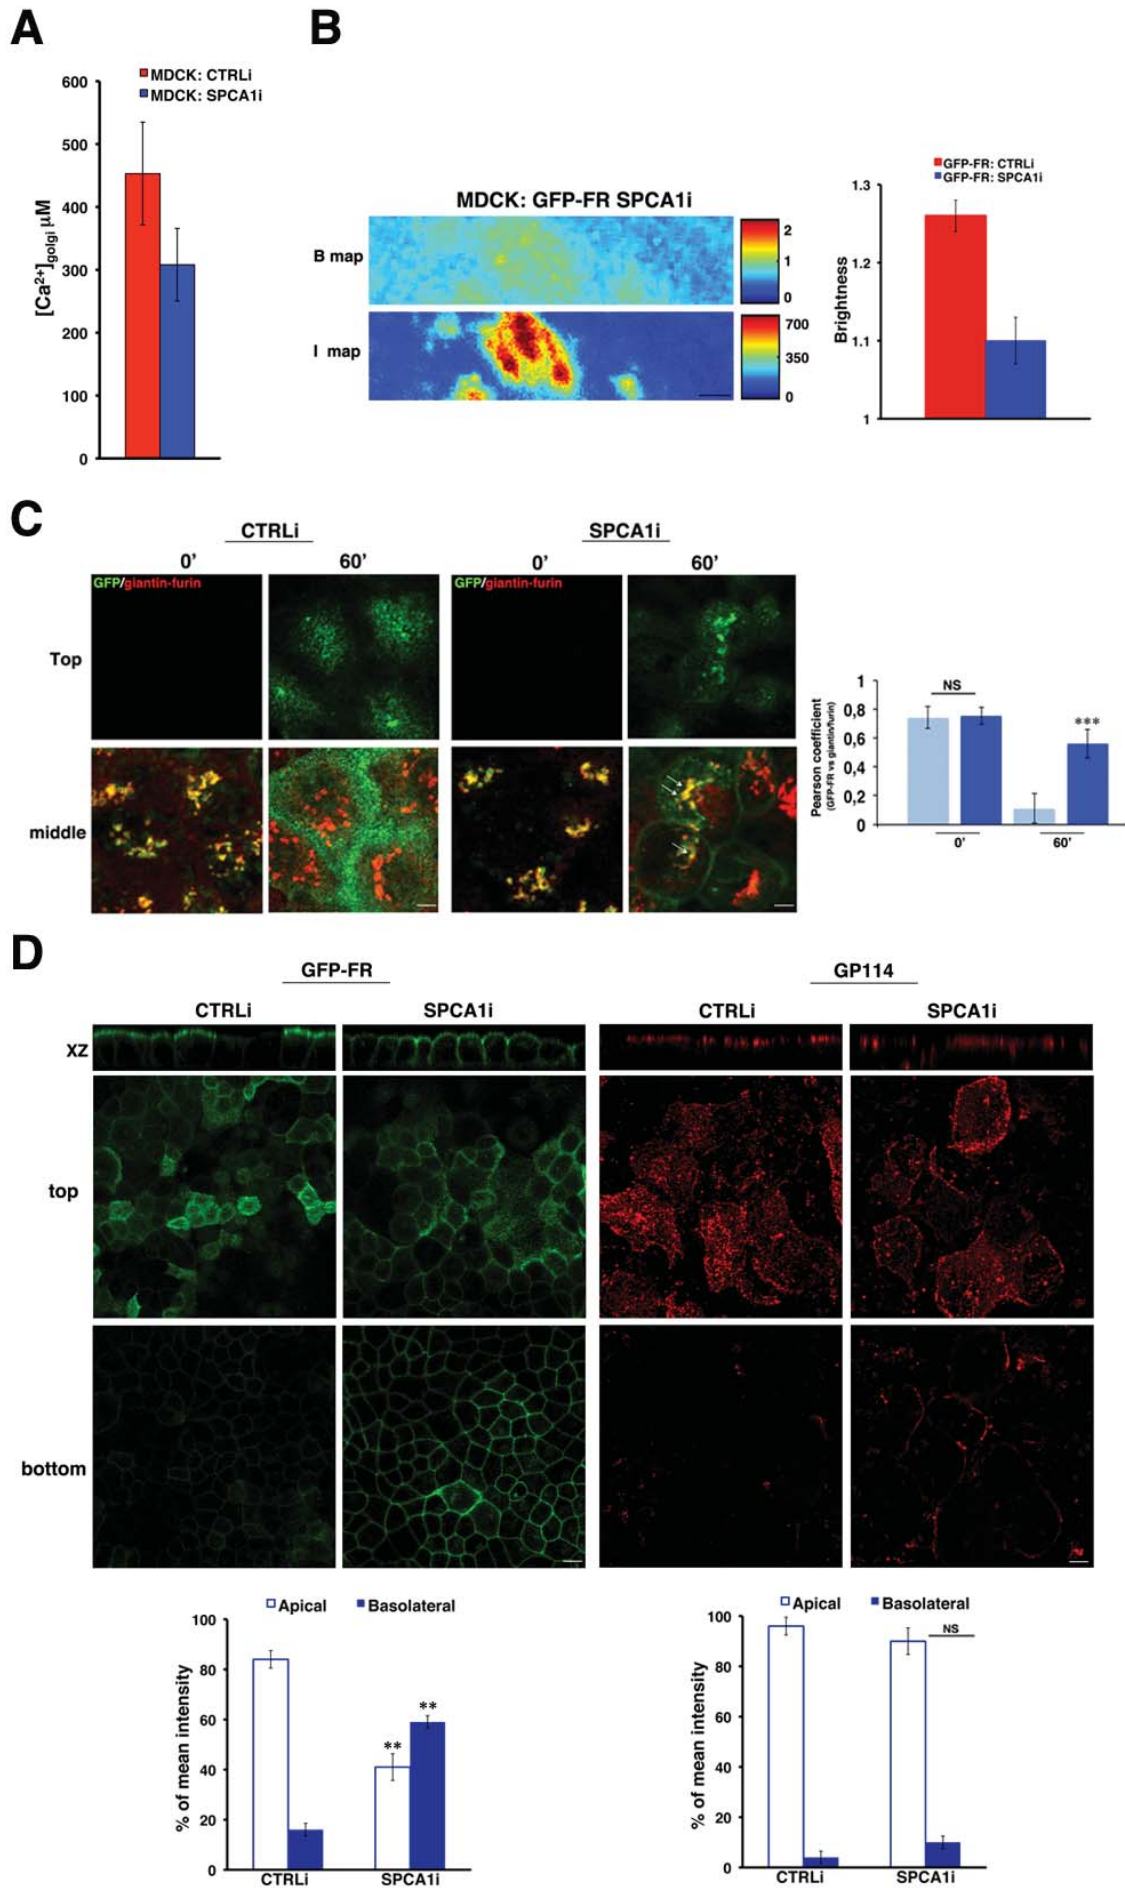 A
B
MDCK: CTRLi
MDCK: SPCA1i
600
500
400
300
200
100
0
[Ca²⁺]golgi μM
MDCK: GFP-FR SPCA1i
B map
2
1
0
I map
700
350
0
GFP-FR: CTRLi
GFP-FR: SPCA1i
1.3
1.2
1.1
1
Brightness
C
CTRLi
SPCA1i
0'
60'
0'
60'
GFP/giantin-furin
GFP/giantin-furin
Top
middle
1
0,8
0,6
0,4
0,2
0
Pearson coefficient
(GFP-FR vs giantin/furin)
NS
***
0'
60'
D
GFP-FR
GP114
CTRLi
SPCA1i
CTRLi
SPCA1i
XZ
top
bottom
Apical
Basolateral
100
80
60
40
20
0
% of mean intensity
**
**
CTRLi
SPCA1i
Apical
Basolateral
100
80
60
40
20
0
% of mean intensity
NS
CTRLi
SPCA1i